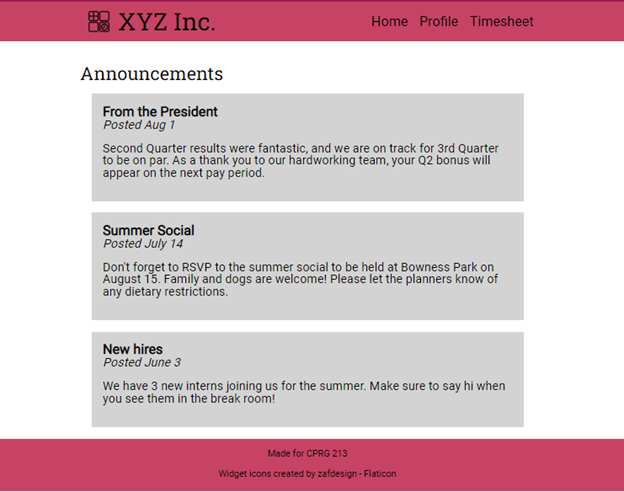 XYZ Inc.
Home Profile Timesheet
Announcements
From the President
Posted Aug 1
Second Quarter results were fantastic, and we are on track for 3rd Quarter
to be on par. As a thank you to our hardworking team, your Q2 bonus will
appear on the next pay period.
Summer Social
Posted July 14
Don't forget to RSVP to the summer social to be held at Bowness Park on
August 15. Family and dogs are welcome! Please let the planners know of
any dietary restrictions.
New hires
Posted June 3
We have 3 new interns joining us for the summer. Make sure to say hi when
you see them in the break room!
Made for CPRG 213
Widget icons created by zafdesign - Flaticon